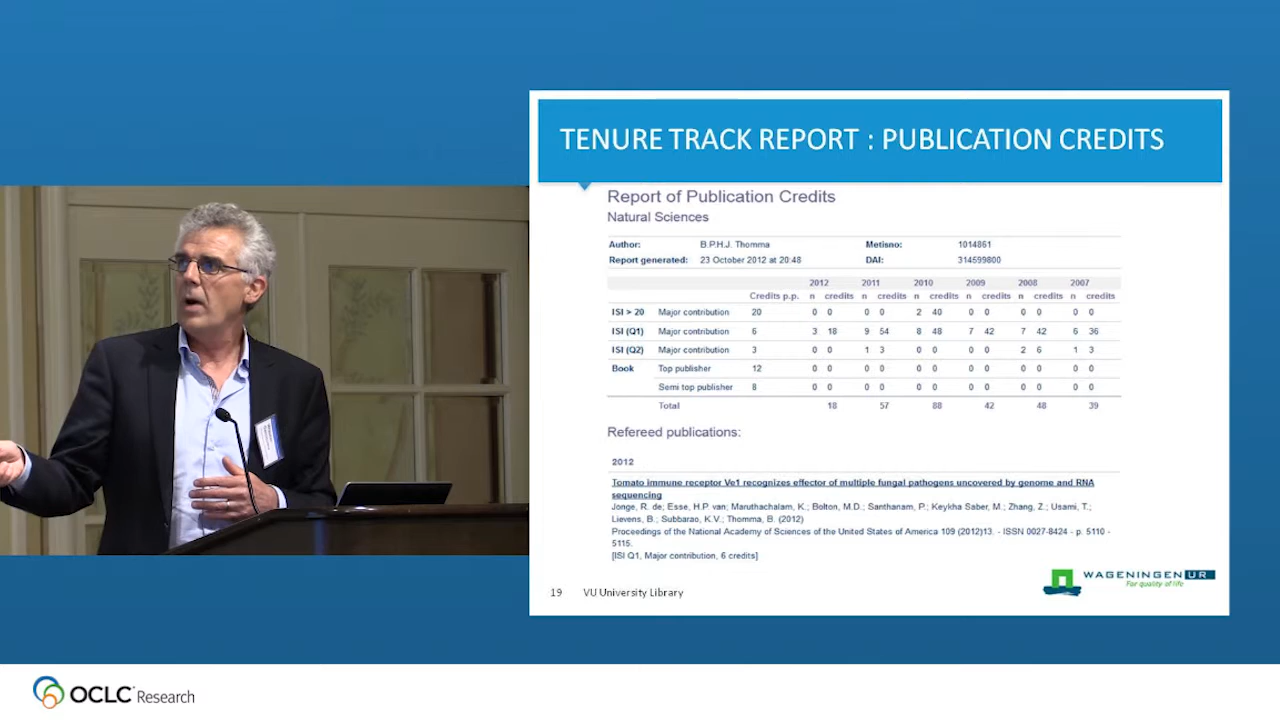 TENURE TRACK REPORT : PUBLICATION CREDITS
Report of Publication Credits
Natural Sciences
Author: B.P.H.J. Thomma Metisno: 1014861
Report generated: 23 October 2012 at 20:48 DAI: 314599800
2012 2011 2010 2009 2008 2007
Credits p.p. n credits n credits n credits n credits n credits n credits
ISI > 20 Major contribution 20 0 0 0 0 2 40 0 0 0 0 0 0
ISI (Q1) Major contribution 6 3 18 9 54 8 48 7 42 7 42 6 36
ISI (Q2) Major contribution 3 0 0 1 3 0 0 0 0 2 6 1 3
Book Top publisher 12 0 0 0 0 0 0 0 0 0 0 0 0
Semi top publisher 8 0 0 0 0 0 0 0 0 0 0 0 0
Total 18 57 88 42 48 39
Refereed publications:
2012
Tomato immune receptor Ve1 recognizes effector of multiple fungal pathogens uncovered by genome and RNA
sequencing
Jonge, R. de; Esse, H.P. van; Maruthachalam, K.; Bolton, M.D.; Santhanam, P.; Keykha Saber, M.; Zhang, Z.; Usami, T.;
Lievens, B.; Subbarao, K.V.; Thomma, B. (2012)
Proceedings of the National Academy of Sciences of the United States of America 109 (2012)13. - ISSN 0027-8424 - p. 5110 -
5115.
[ISI Q1, Major contribution, 6 credits]
WAGENINGEN UR
For quality of life
19 VU University Library
OCLC Research